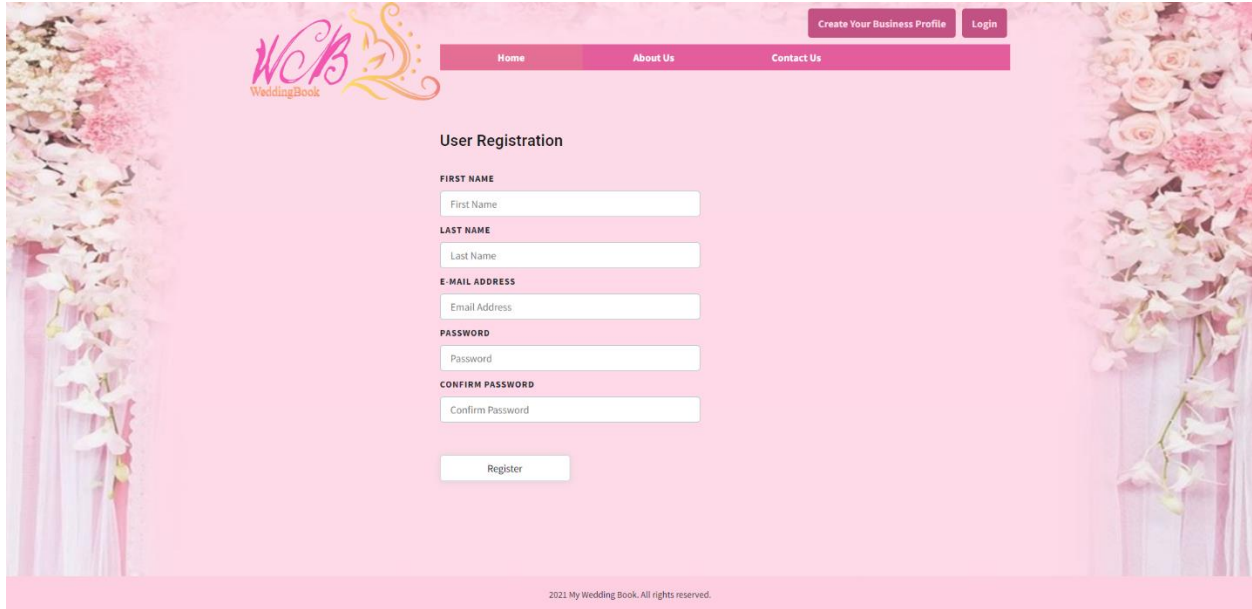 Create Your Business Profile
Login
WCB
WeddingBook
Home
About Us
Contact Us
User Registration
FIRST NAME
First Name
LAST NAME
Last Name
E-MAIL ADDRESS
Email Address
PASSWORD
Password
CONFIRM PASSWORD
Confirm Password
Register
2021 My Wedding Book. All rights reserved.